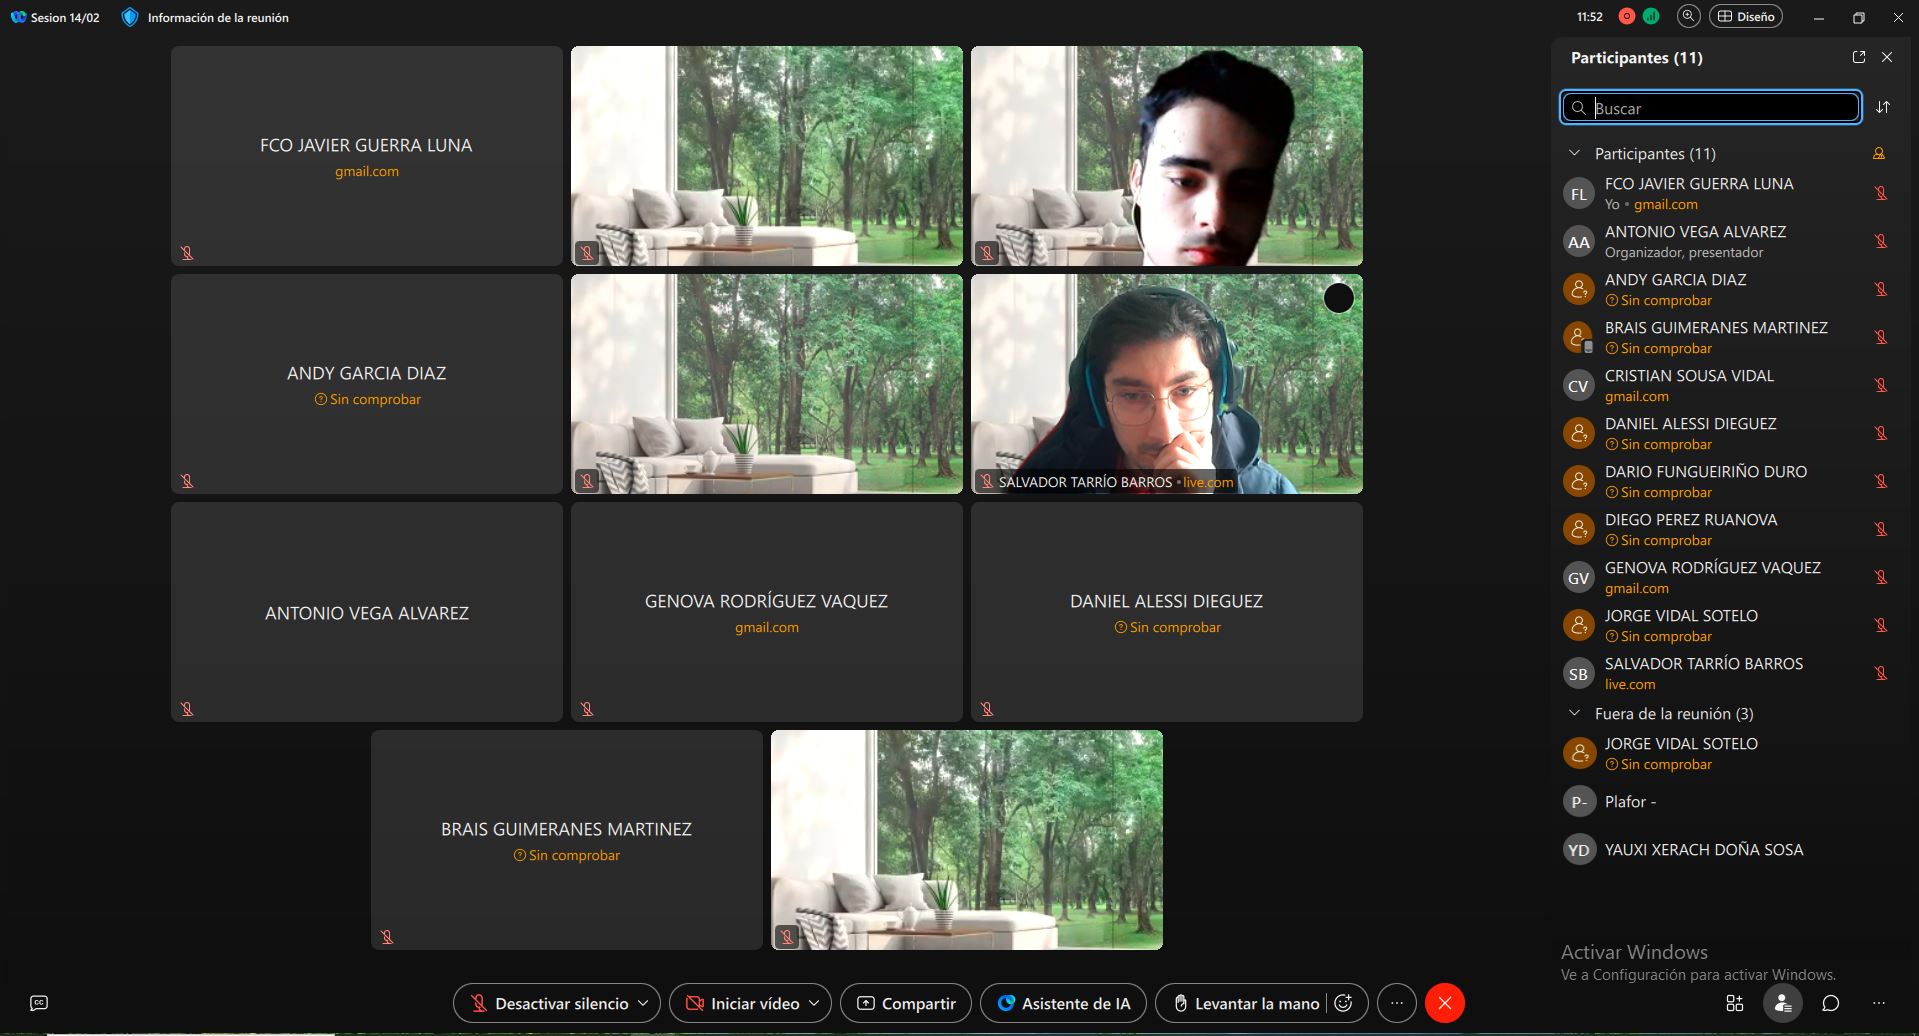 Sesion 14/02
Información de la reunión
11:52
Diseño
FCO JAVIER GUERRA LUNA
gmail.com
ANDY GARCIA DIAZ
Sin comprobar
SALVADOR TARRÍO BARROS • live.com
ANTONIO VEGA ALVAREZ
GENOVA RODRÍGUEZ VAQUEZ
gmail.com
DANIEL ALESSI DIEGUEZ
Sin comprobar
BRAIS GUIMERANES MARTINEZ
Sin comprobar
Participantes (11)
Buscar
Participantes (11)
FL
FCO JAVIER GUERRA LUNA
Yo • gmail.com
AA
ANTONIO VEGA ALVAREZ
Organizador, presentador
ANDY GARCIA DIAZ
Sin comprobar
BRAIS GUIMERANES MARTINEZ
Sin comprobar
CV
CRISTIAN SOUSA VIDAL
gmail.com
DANIEL ALESSI DIEGUEZ
Sin comprobar
DARIO FUNGUEIRIÑO DURO
Sin comprobar
DIEGO PEREZ RUANOVA
Sin comprobar
GV
GENOVA RODRÍGUEZ VAQUEZ
gmail.com
JORGE VIDAL SOTELO
Sin comprobar
SB
SALVADOR TARRÍO BARROS
live.com
Fuera de la reunión (3)
JORGE VIDAL SOTELO
Sin comprobar
P-
Plafor -
YD
YAUXI XERACH DOÑA SOSA
Activar Windows
Ve a Configuración para activar Windows.
CC
Desactivar silencio
Iniciar vídeo
Compartir
Asistente de IA
Levantar la mano